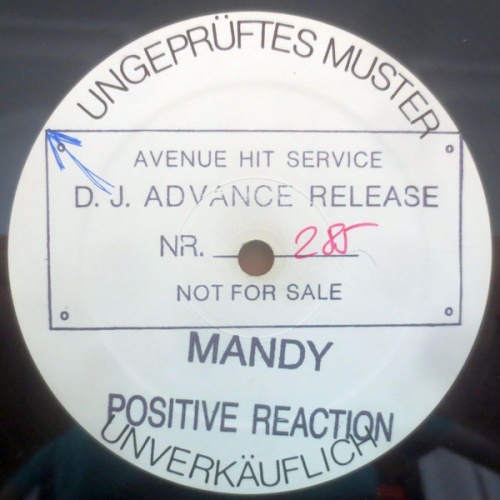 UNGEPRÜFTES MUSTER
AVENUE HIT SERVICE
D. J. ADVANCE RELEASE
NR. 285
NOT FOR SALE
MANDY
POSITIVE REACTION
UNVERKÄUFLICH